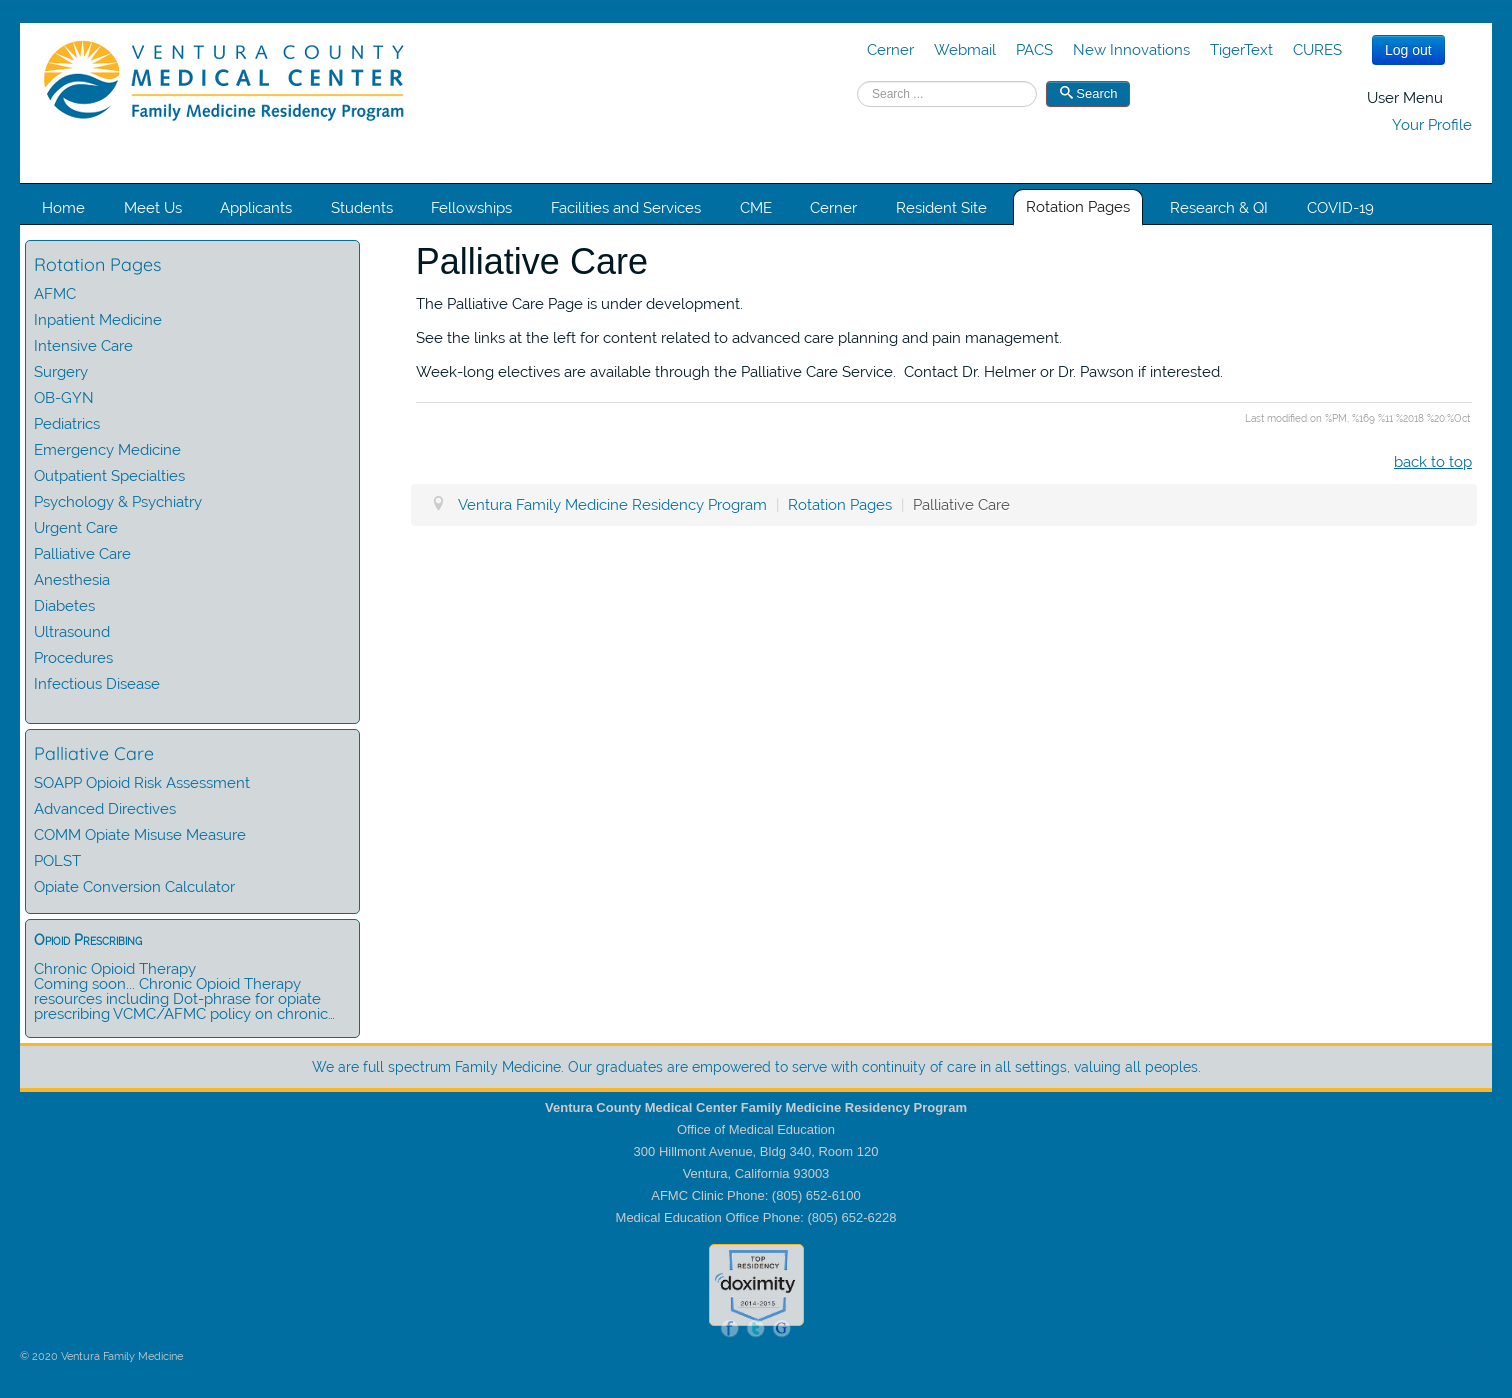 VENTURA COUNTY
MEDICAL CENTER
Family Medicine Residency Program
Cerner Webmail PACS New Innovations TigerText CURES Log out
Search ... Search
User Menu
Your Profile
Home Meet Us Applicants Students Fellowships Facilities and Services CME Cerner Resident Site Rotation Pages Research & QI COVID-19
Rotation Pages
AFMC
Inpatient Medicine
Intensive Care
Surgery
OB-GYN
Pediatrics
Emergency Medicine
Outpatient Specialties
Psychology & Psychiatry
Urgent Care
Palliative Care
Anesthesia
Diabetes
Ultrasound
Procedures
Infectious Disease
Palliative Care
SOAPP Opioid Risk Assessment
Advanced Directives
COMM Opiate Misuse Measure
POLST
Opiate Conversion Calculator
Opioid Prescribing
Chronic Opioid Therapy
Coming soon... Chronic Opioid Therapy
resources including Dot-phrase for opiate
prescribing VCMC/AFMC policy on chronic…
Palliative Care
The Palliative Care Page is under development.
See the links at the left for content related to advanced care planning and pain management.
Week-long electives are available through the Palliative Care Service.  Contact Dr. Helmer or Dr. Pawson if interested.
Last modified on %PM, %169 %11 %2018 %20:%Oct
back to top
Ventura Family Medicine Residency Program | Rotation Pages | Palliative Care
We are full spectrum Family Medicine. Our graduates are empowered to serve with continuity of care in all settings, valuing all peoples.
Ventura County Medical Center Family Medicine Residency Program
Office of Medical Education
300 Hillmont Avenue, Bldg 340, Room 120
Ventura, California 93003
AFMC Clinic Phone: (805) 652-6100
Medical Education Office Phone: (805) 652-6228
TOP
RESIDENCY
doximity
2014-2015
f t G
© 2020 Ventura Family Medicine